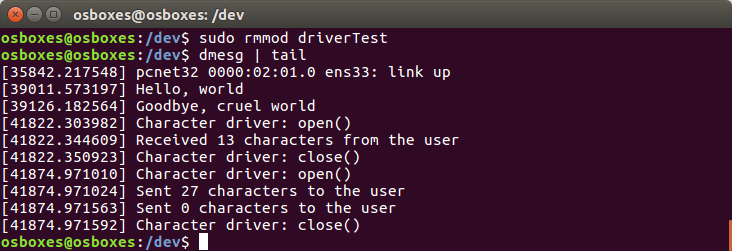 osboxes@osboxes: /dev
osboxes@osboxes:/dev$ sudo rmmod driverTest
osboxes@osboxes:/dev$ dmesg | tail
[35842.217548] pcnet32 0000:02:01.0 ens33: link up
[39011.573197] Hello, world
[39126.182564] Goodbye, cruel world
[41822.303982] Character driver: open()
[41822.344609] Received 13 characters from the user
[41822.350923] Character driver: close()
[41874.971010] Character driver: open()
[41874.971024] Sent 27 characters to the user
[41874.971563] Sent 0 characters to the user
[41874.971592] Character driver: close()
osboxes@osboxes:/dev$